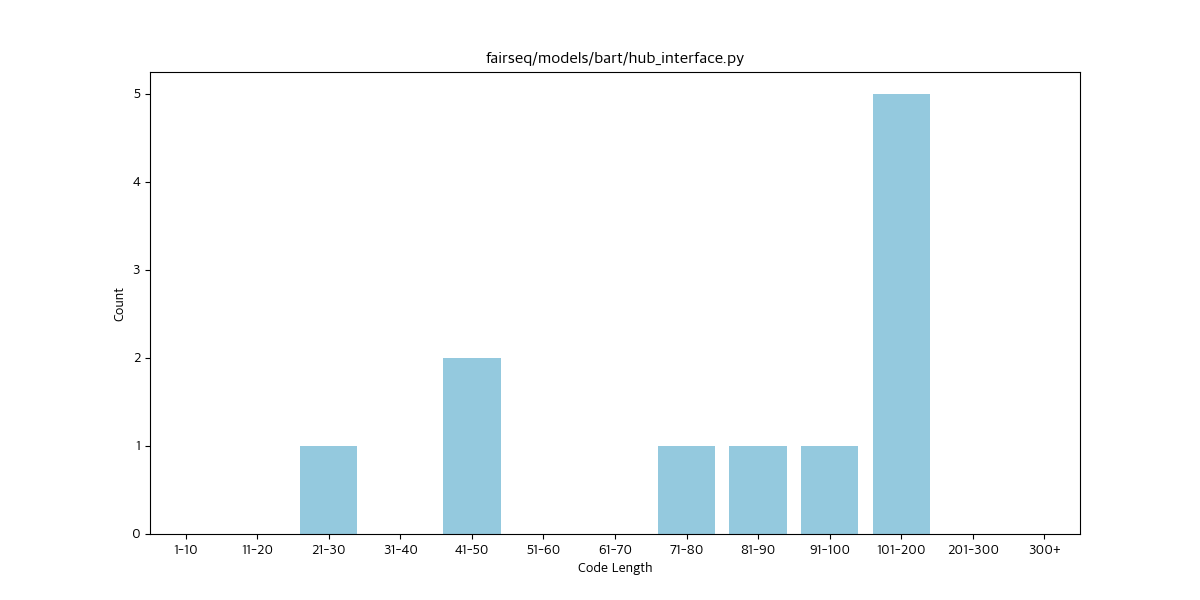 fairseq/models/bart/hub_interface.py
5
4
3
2
1
0
Count
1-10 11-20 21-30 31-40 41-50 51-60 61-70 71-80 81-90 91-100 101-200 201-300 300+
Code Length